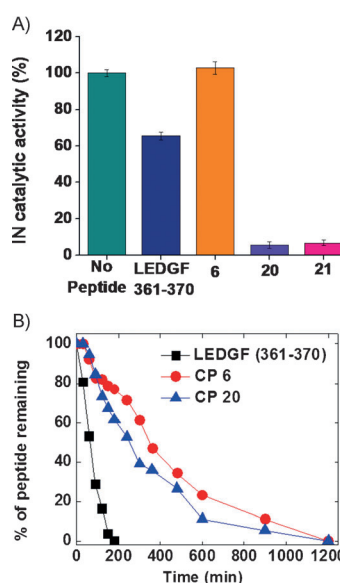 A)
IN catalytic activity (%)
120
100
80
60
40
20
0
No Peptide
LEDGF 361-370
6
20
21
B)
% of peptide remaining
100
80
60
40
20
0
LEDGF (361-370)
CP 6
CP 20
0 200 400 600 800 1000 1200
Time (min)